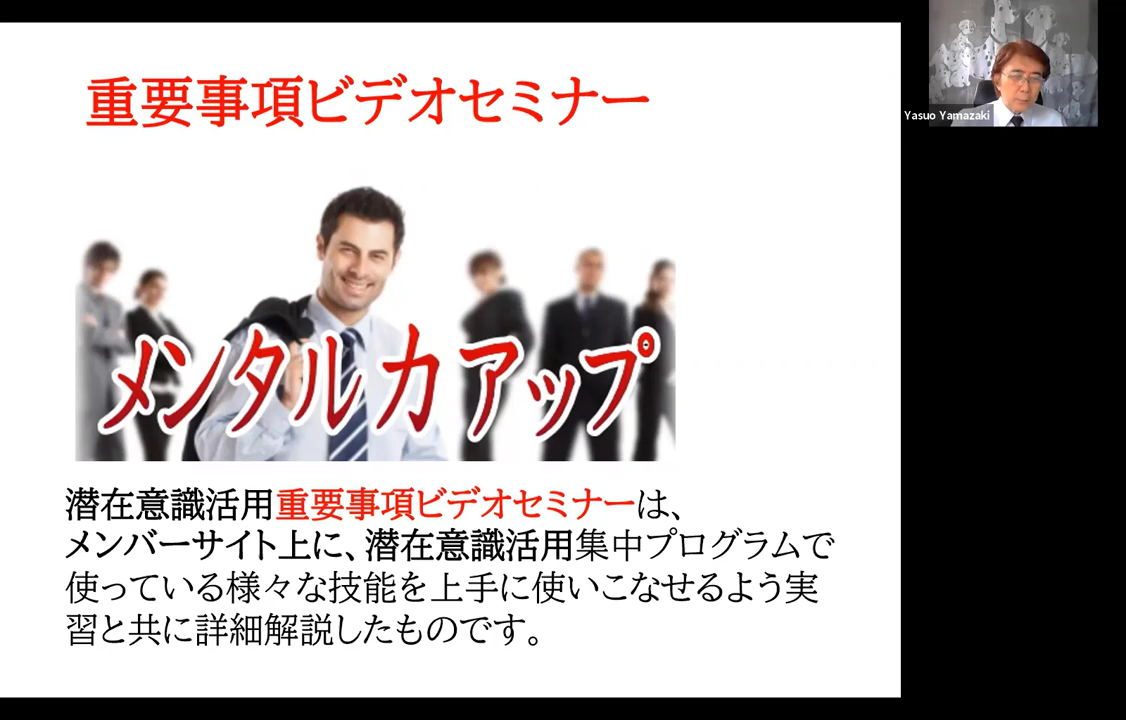 重要事項ビデオセミナー
メンタル力アップ
潜在意識活用重要事項ビデオセミナーは、
メンバーサイト上に、潜在意識活用集中プログラムで
使っている様々な技能を上手に使いこなせるよう実
習と共に詳細解説したものです。
Yasuo Yamazaki